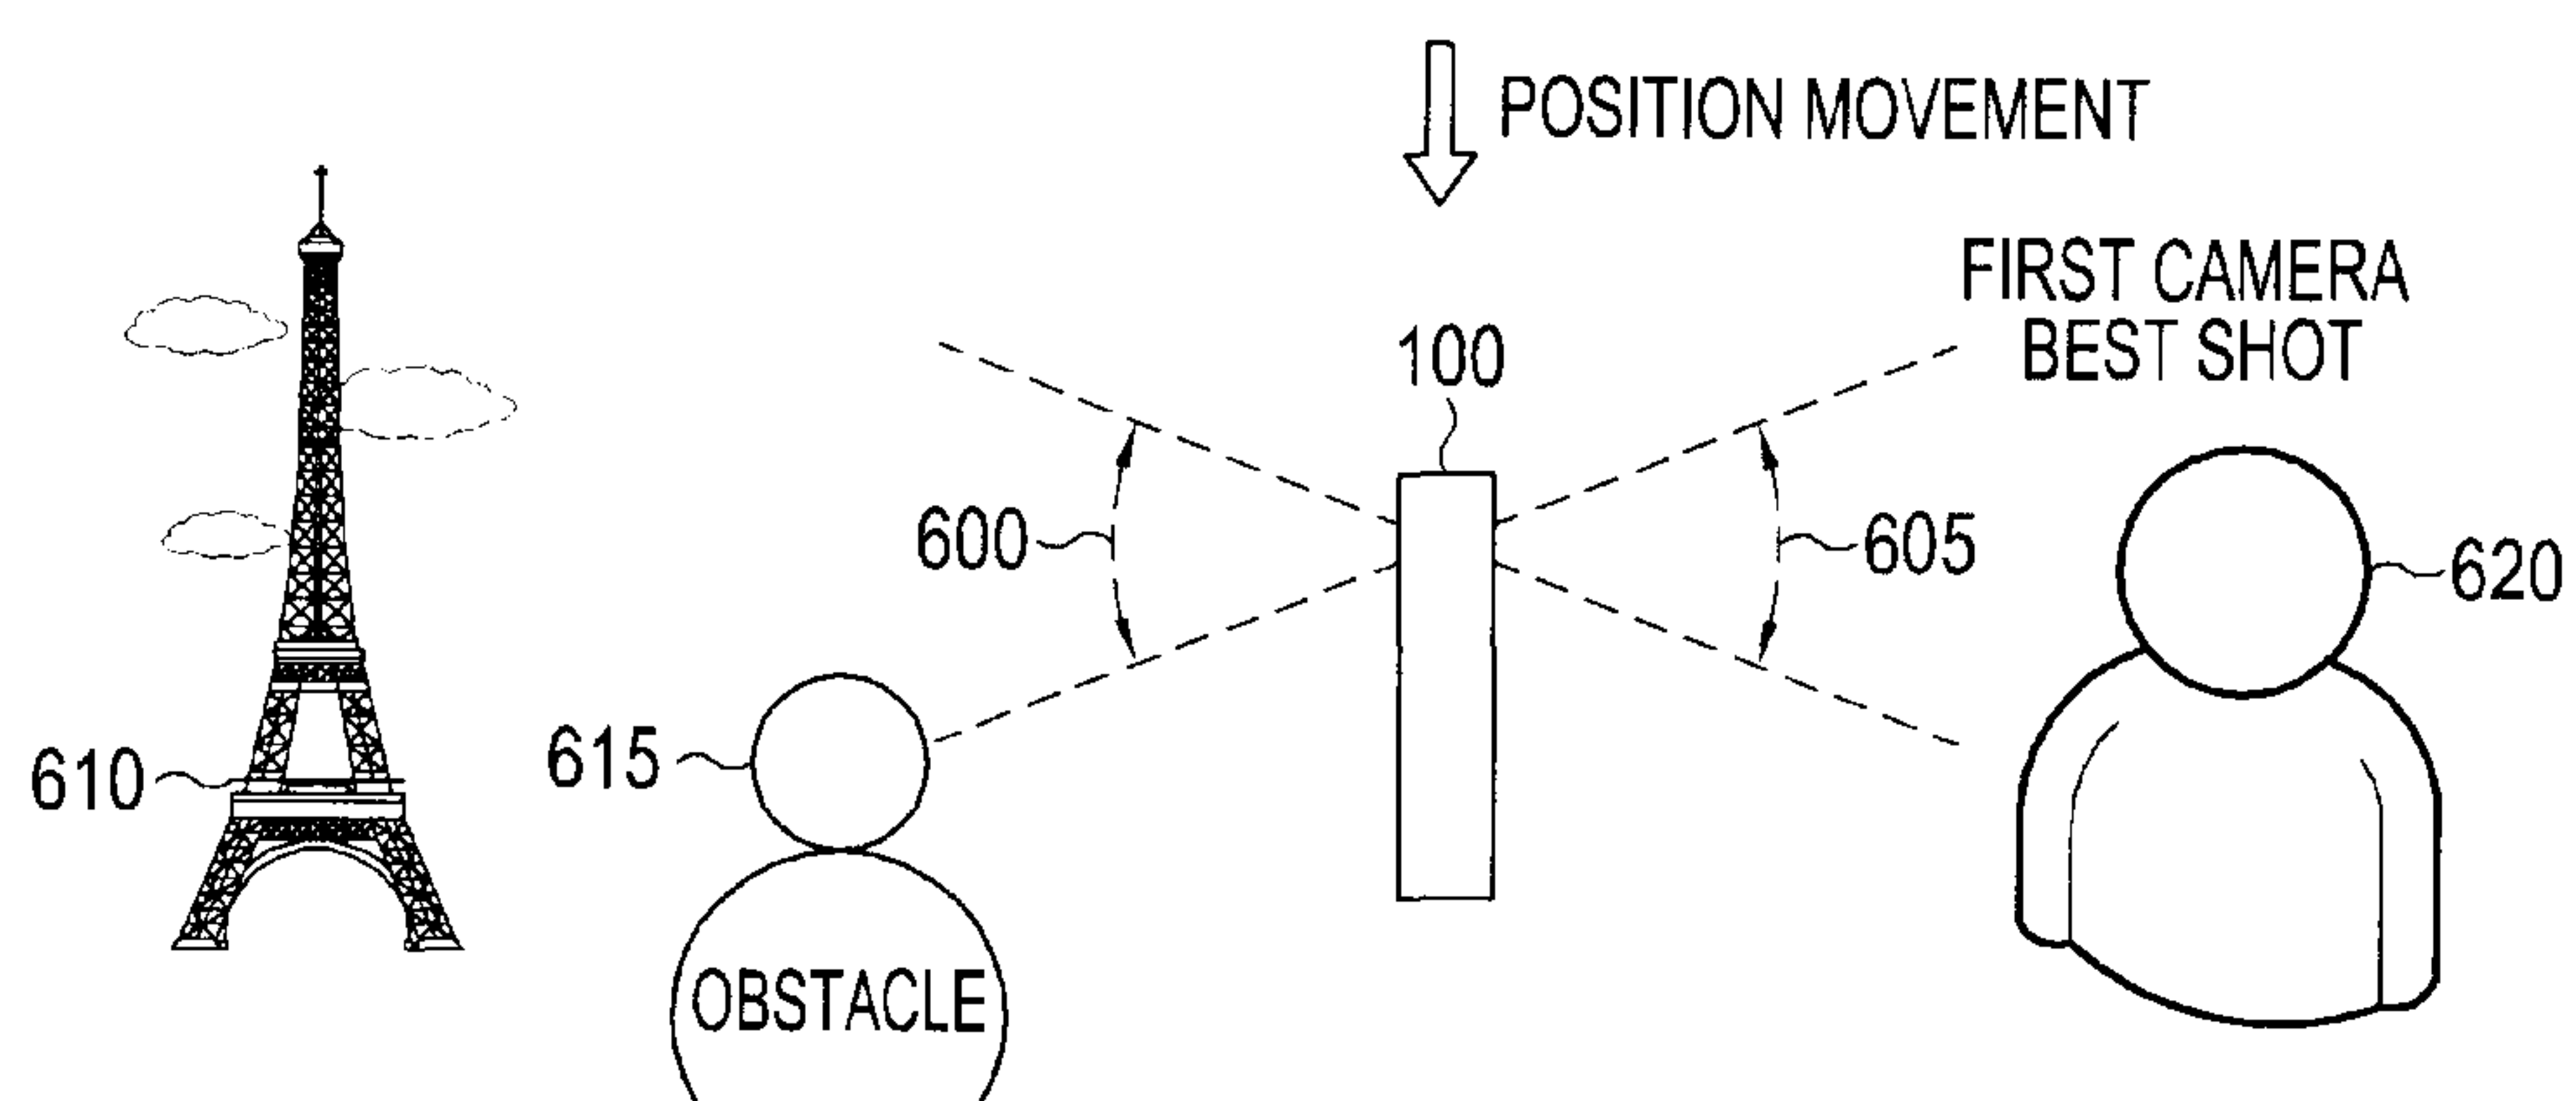 POSITION MOVEMENT
FIRST CAMERA
BEST SHOT
100
600
605
620
615
610
OBSTACLE